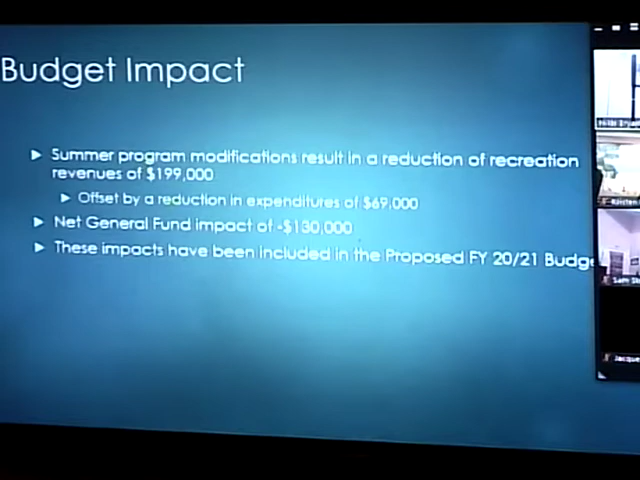 Budget Impact
Summer program modifications result in a reduction of recreation
revenues of $199,000
Offset by a reduction in expenditures of $69,000
Net General Fund impact of -$130,000
These impacts have been included in the Proposed FY 20/21 Budge